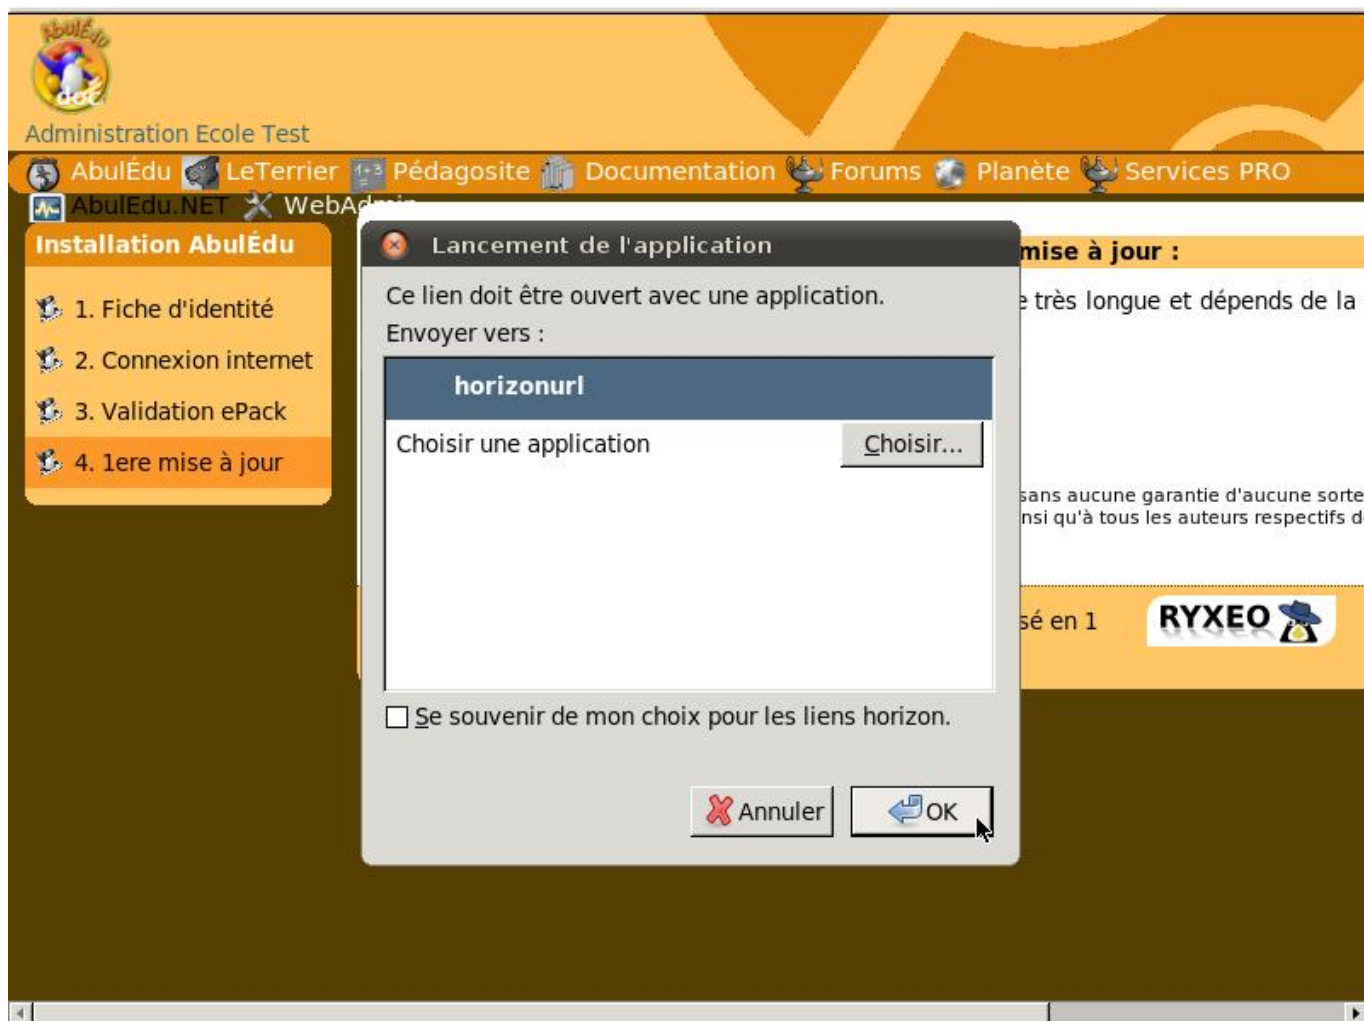 AbulÉdu
doc
Administration Ecole Test
AbulÉdu LeTerrier Pédagosite Documentation Forums Planète Services PRO
AbulEdu.NET WebAdmin
Installation AbulÉdu
1. Fiche d'identité
2. Connexion internet
3. Validation ePack
4. 1ere mise à jour
Lancement de l'application
Ce lien doit être ouvert avec une application.
Envoyer vers :
horizonurl
Choisir une application
Choisir...
Se souvenir de mon choix pour les liens horizon.
Annuler
OK
mise à jour :
très longue et dépends de la
sans aucune garantie d'aucune sorte
nsi qu'à tous les auteurs respectifs d
sé en 1
RYXEO